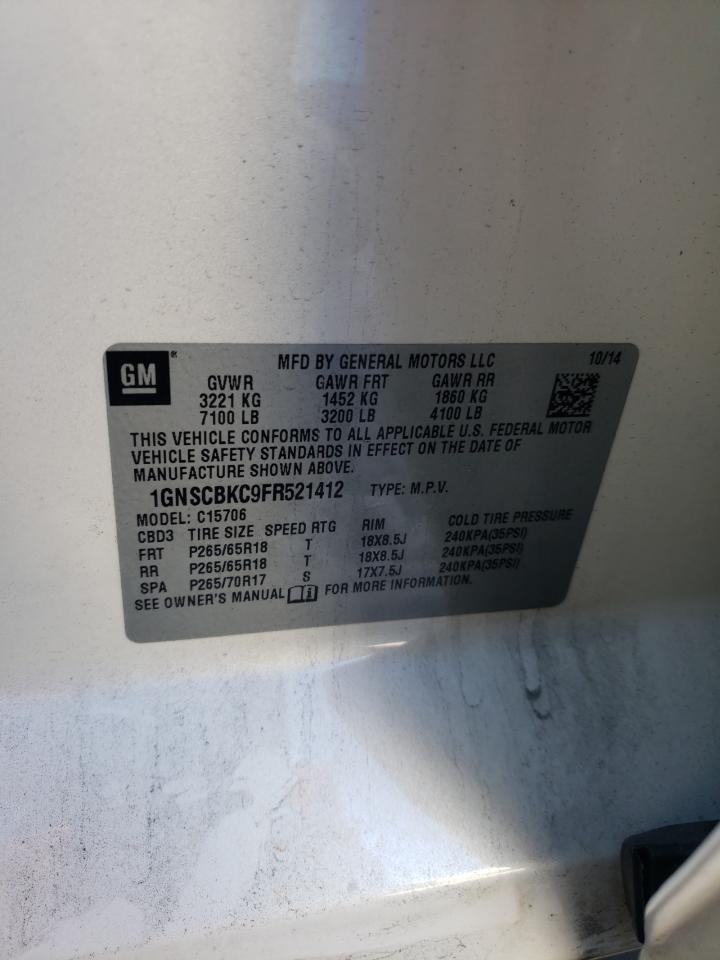 GM
MFD BY GENERAL MOTORS LLC 10/14
GVWR GAWR FRT GAWR RR
3221 KG 1452 KG 1860 KG
7100 LB 3200 LB 4100 LB
THIS VEHICLE CONFORMS TO ALL APPLICABLE U.S. FEDERAL MOTOR
VEHICLE SAFETY STANDARDS IN EFFECT ON THE DATE OF
MANUFACTURE SHOWN ABOVE.
1GNSCBKC9FR521412 TYPE: M.P.V.
MODEL: C15706
CBD3 TIRE SIZE SPEED RTG RIM COLD TIRE PRESSURE
FRT P265/65R18 T 18X8.5J 240KPA(35PSI)
RR P265/65R18 T 18X8.5J 240KPA(35PSI)
SPA P265/70R17 S 17X7.5J 240KPA(35PSI)
SEE OWNER'S MANUAL i FOR MORE INFORMATION.